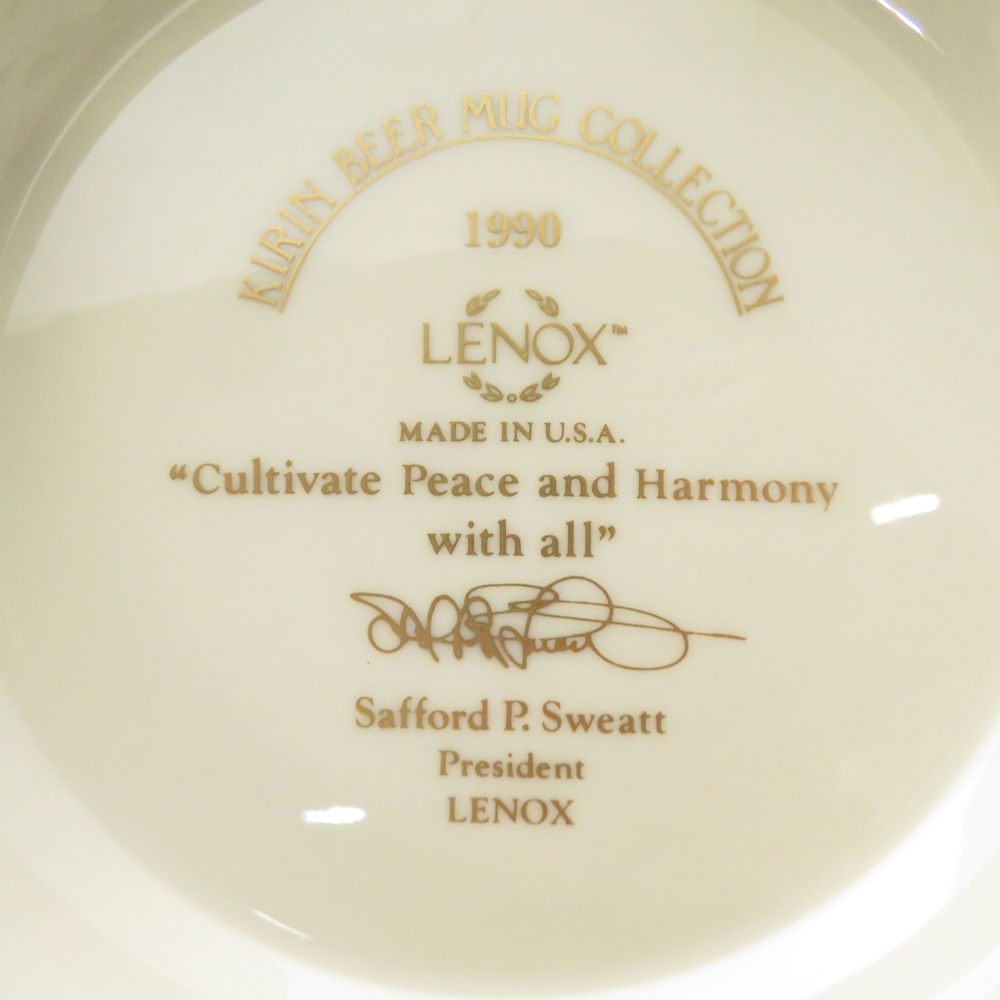 KIRIN BEER MUG COLLECTION
1990
LENOX™
MADE IN U.S.A.
“Cultivate Peace and Harmony
with all”
Safford P. Sweatt
President
LENOX